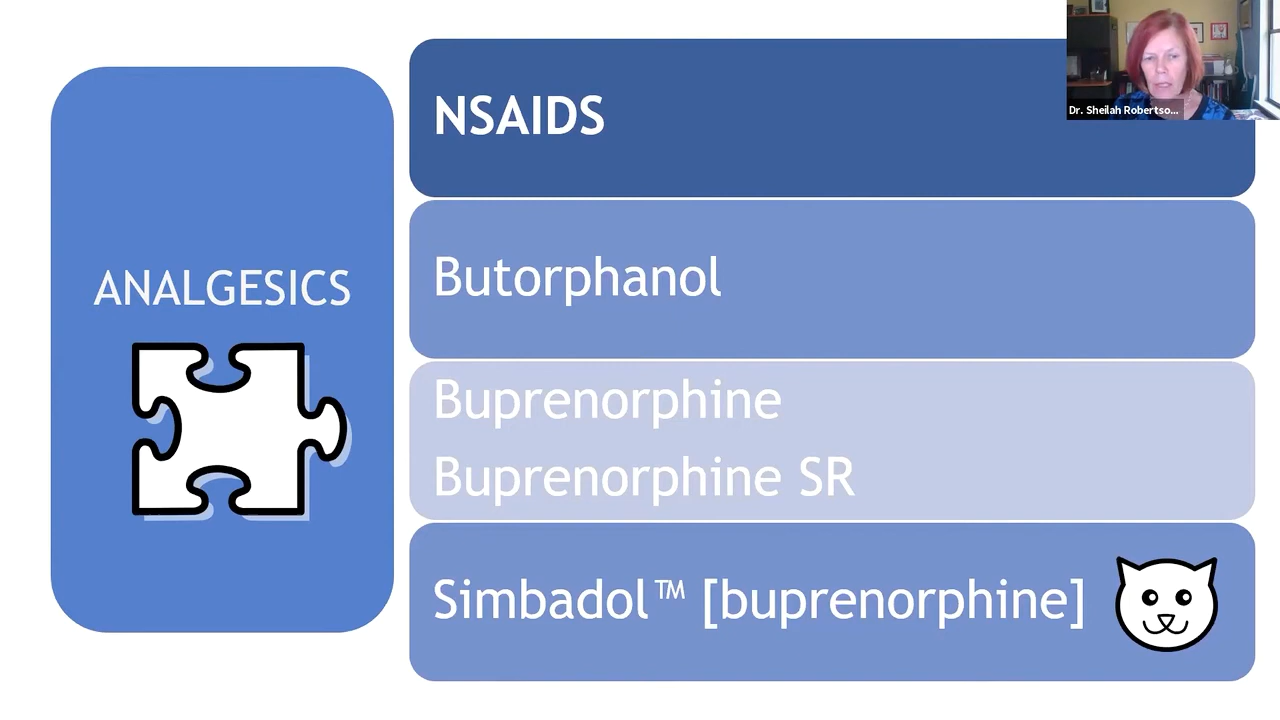 ANALGESICS
NSAIDS
Butorphanol
Buprenorphine
Buprenorphine SR
Simbadol™ [buprenorphine]
Dr. Sheilah Robertso...